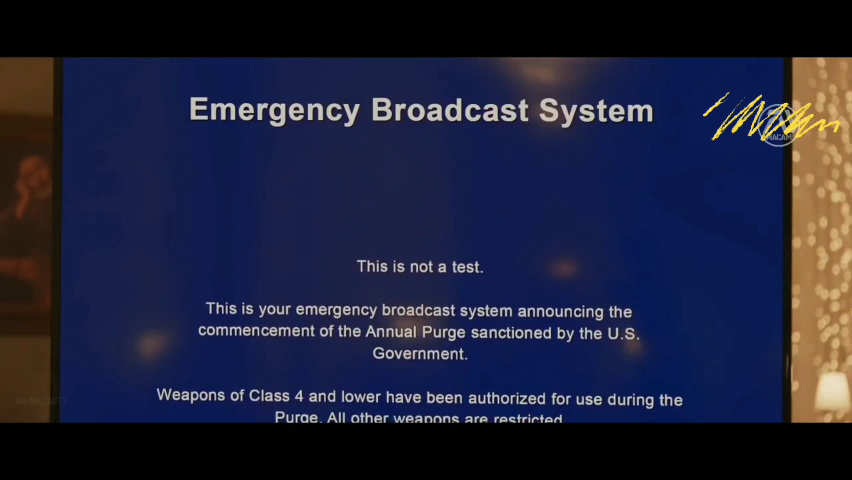 Emergency Broadcast System
This is not a test.
This is your emergency broadcast system announcing the
commencement of the Annual Purge sanctioned by the U.S.
Government.
Weapons of Class 4 and lower have been authorized for use during the
Purge. All other weapons are restricted